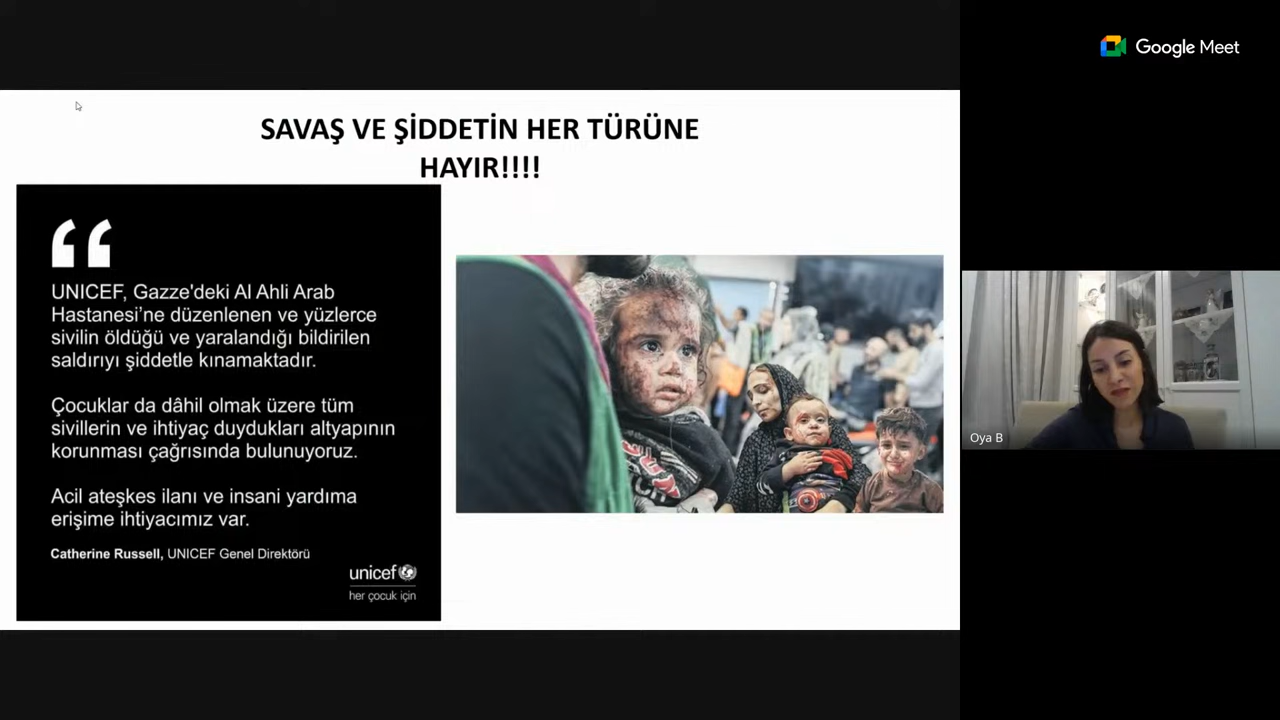 Google Meet
SAVAŞ VE ŞİDDETİN HER TÜRÜNE
HAYIR!!!!
UNICEF, Gazze'deki Al Ahli Arab
Hastanesi'ne düzenlenen ve yüzlerce
sivilin öldüğü ve yaralandığı bildirilen
saldırıyı şiddetle kınamaktadır.
Çocuklar da dâhil olmak üzere tüm
sivillerin ve ihtiyaç duydukları altyapının
korunması çağrısında bulunuyoruz.
Acil ateşkes ilanı ve insani yardıma
erişime ihtiyacımız var.
Catherine Russell, UNICEF Genel Direktörü
unicef
her çocuk için
Oya B